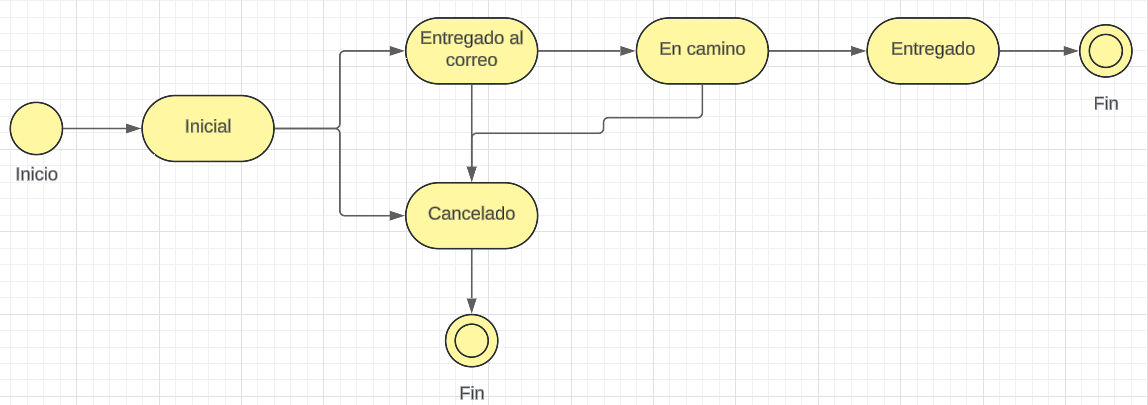 Inicio
Inicial
Entregado al
correo
En camino
Entregado
Fin
Cancelado
Fin